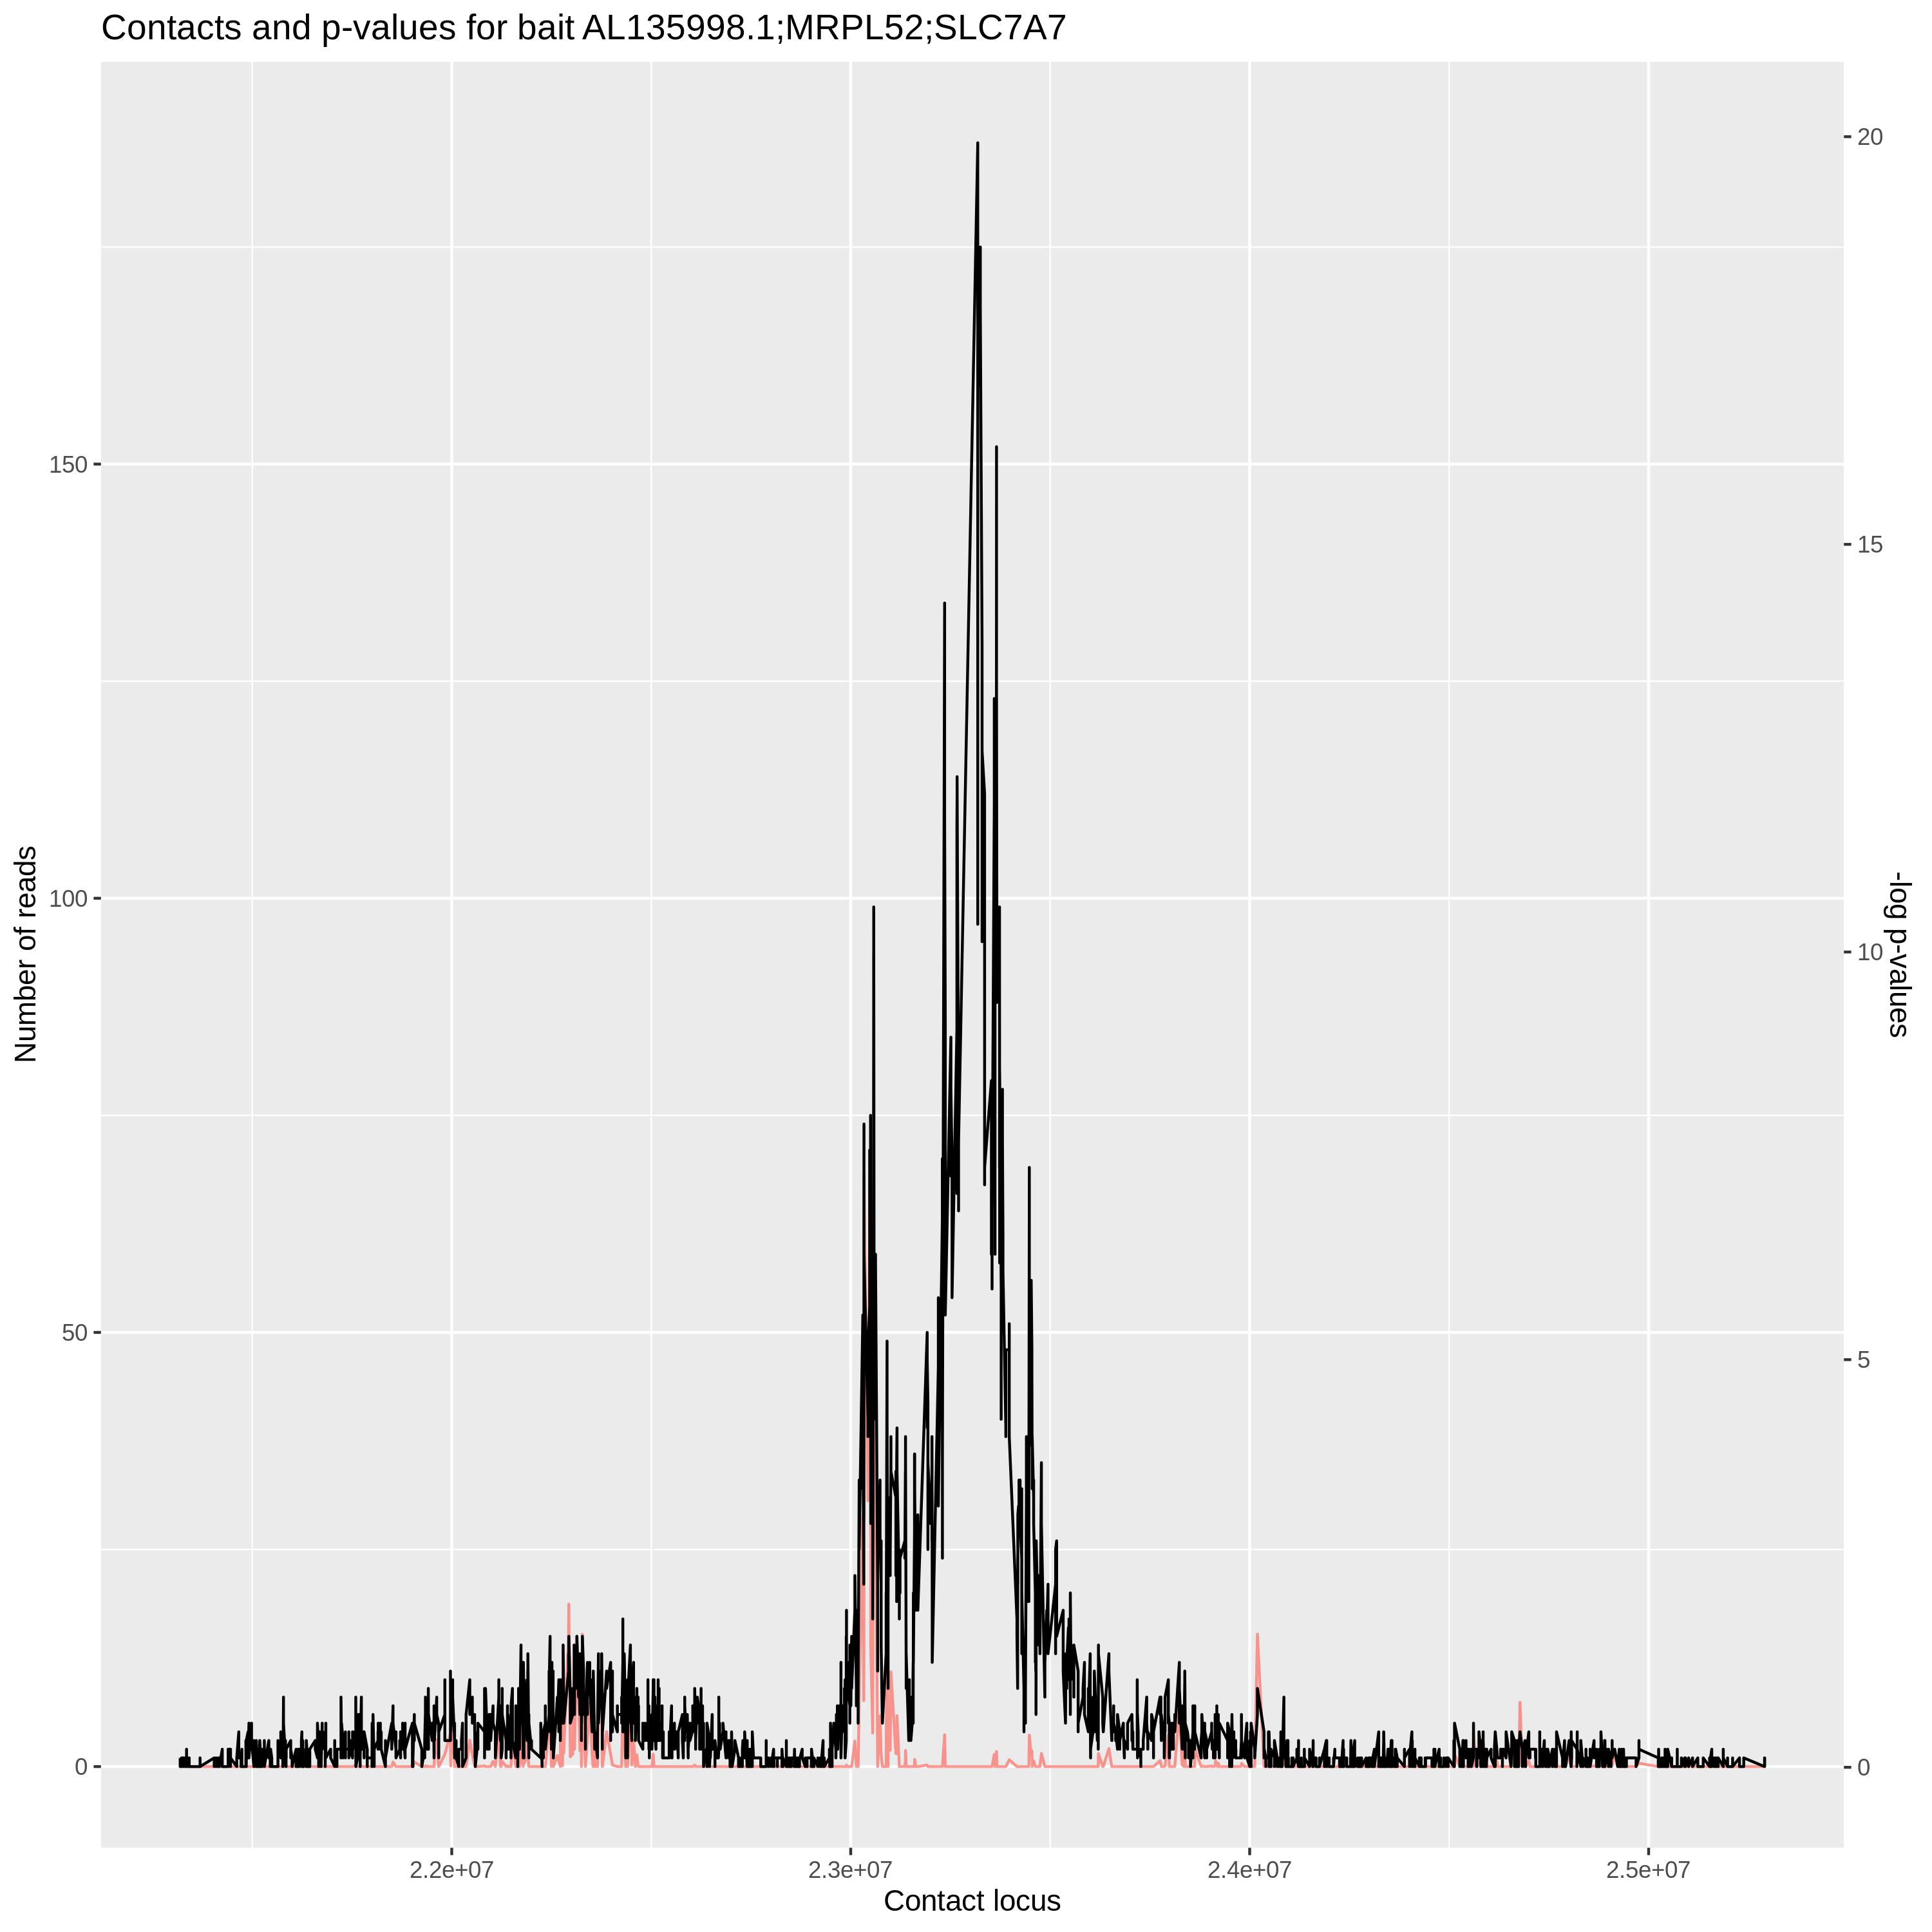 Contacts and p-values for bait AL135998.1;MRPL52;SLC7A7
Number of reads
150
100
50
0
20
15
10
5
0
-log p-values
2.2e+07
2.3e+07
2.4e+07
2.5e+07
Contact locus